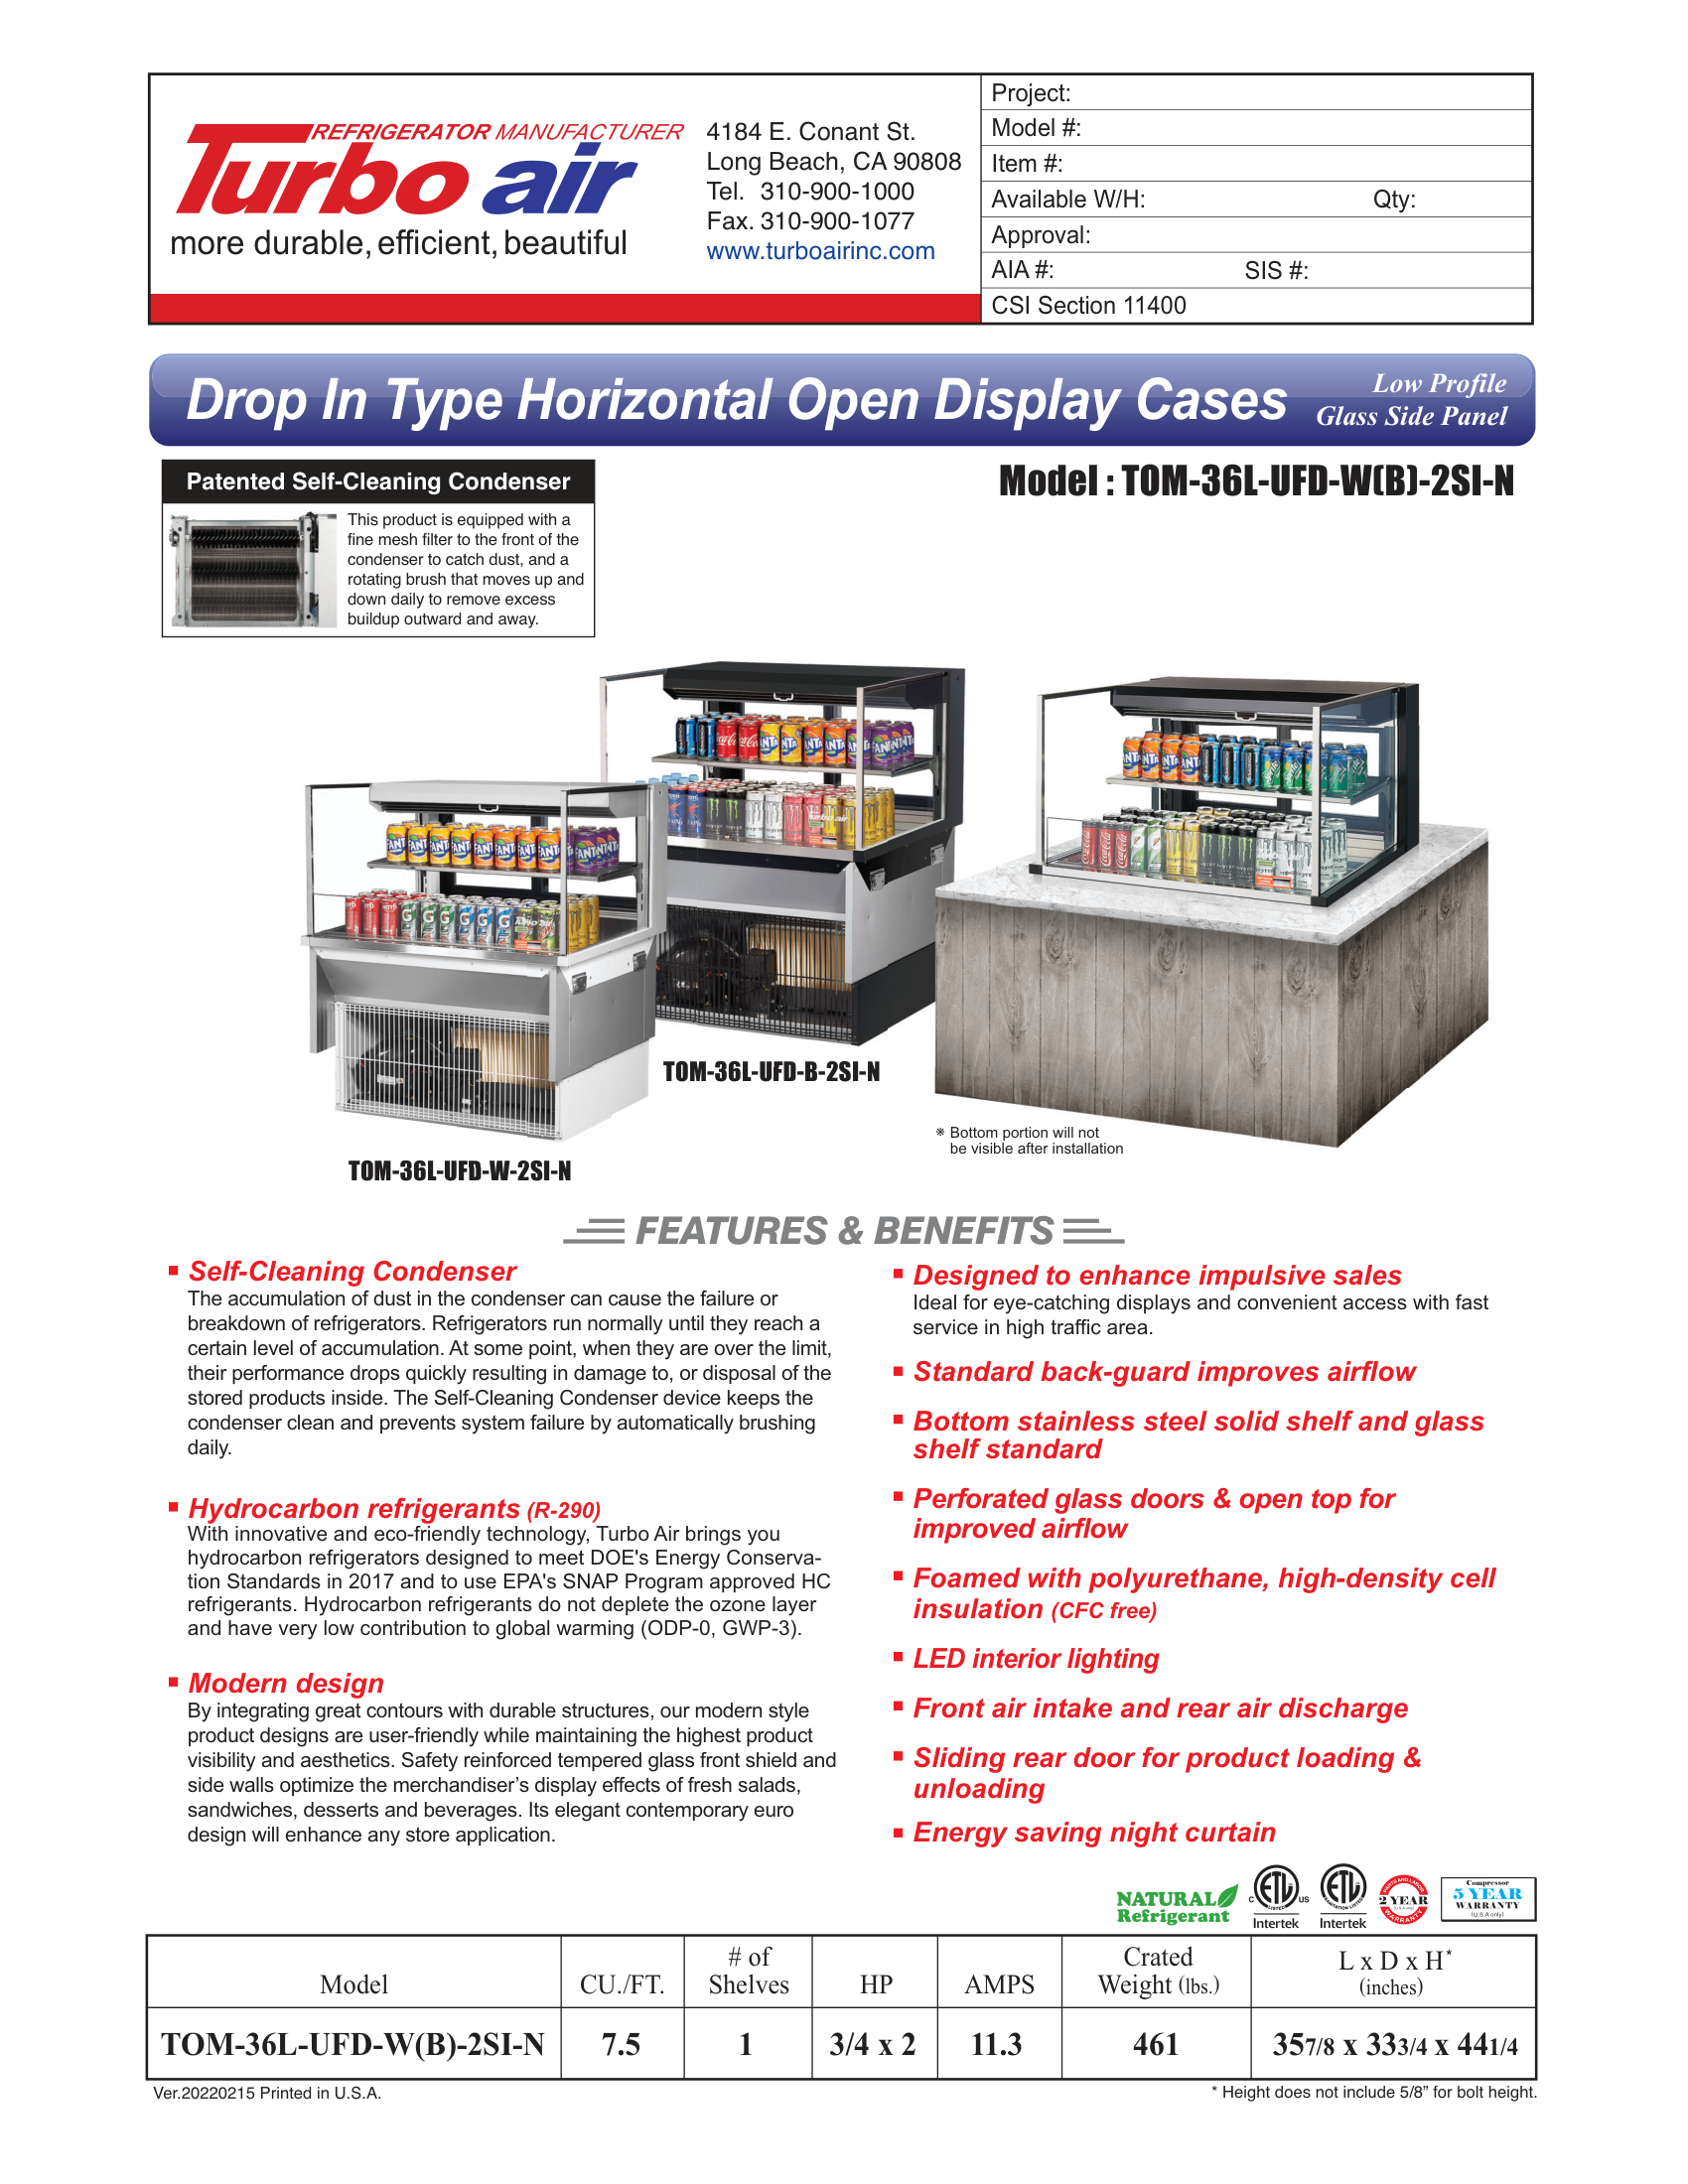 REFRIGERATOR MANUFACTURER
Turbo air
more durable, efficient, beautiful
4184 E. Conant St.
Long Beach, CA 90808
Tel. 310-900-1000
Fax. 310-900-1077
www.turboairinc.com
Project:
Model #:
Item #:
Available W/H: Qty:
Approval:
AIA #: SIS #:
CSI Section 11400
Drop In Type Horizontal Open Display Cases
Low Profile
Glass Side Panel
Patented Self-Cleaning Condenser
This product is equipped with a
fine mesh filter to the front of the
condenser to catch dust, and a
rotating brush that moves up and
down daily to remove excess
buildup outward and away.
Model : TOM-36L-UFD-W(B)-2SI-N
TOM-36L-UFD-B-2SI-N
TOM-36L-UFD-W-2SI-N
※ Bottom portion will not
be visible after installation
FEATURES & BENEFITS
▪ Self-Cleaning Condenser
The accumulation of dust in the condenser can cause the failure or
breakdown of refrigerators. Refrigerators run normally until they reach a
certain level of accumulation. At some point, when they are over the limit,
their performance drops quickly resulting in damage to, or disposal of the
stored products inside. The Self-Cleaning Condenser device keeps the
condenser clean and prevents system failure by automatically brushing
daily.
▪ Hydrocarbon refrigerants (R-290)
With innovative and eco-friendly technology, Turbo Air brings you
hydrocarbon refrigerators designed to meet DOE's Energy Conserva-
tion Standards in 2017 and to use EPA's SNAP Program approved HC
refrigerants. Hydrocarbon refrigerants do not deplete the ozone layer
and have very low contribution to global warming (ODP-0, GWP-3).
▪ Modern design
By integrating great contours with durable structures, our modern style
product designs are user-friendly while maintaining the highest product
visibility and aesthetics. Safety reinforced tempered glass front shield and
side walls optimize the merchandiser’s display effects of fresh salads,
sandwiches, desserts and beverages. Its elegant contemporary euro
design will enhance any store application.
▪ Designed to enhance impulsive sales
Ideal for eye-catching displays and convenient access with fast
service in high traffic area.
▪ Standard back-guard improves airflow
▪ Bottom stainless steel solid shelf and glass
shelf standard
▪ Perforated glass doors & open top for
improved airflow
▪ Foamed with polyurethane, high-density cell
insulation (CFC free)
▪ LED interior lighting
▪ Front air intake and rear air discharge
▪ Sliding rear door for product loading &
unloading
▪ Energy saving night curtain
NATURAL
Refrigerant
C ETL US
LISTED
Intertek
ETL
SANITATION LISTED
Intertek
PARTS AND LABOR
2 YEAR
(U.S.A only)
WARRANTY
Compressor
5 YEAR
WARRANTY
(U.S.A only)
Model CU./FT. # of Shelves HP AMPS Crated Weight (lbs.) L x D x H* (inches)
TOM-36L-UFD-W(B)-2SI-N 7.5 1 3/4 x 2 11.3 461 357/8 x 333/4 x 441/4
Ver.20220215 Printed in U.S.A.
* Height does not include 5/8” for bolt height.